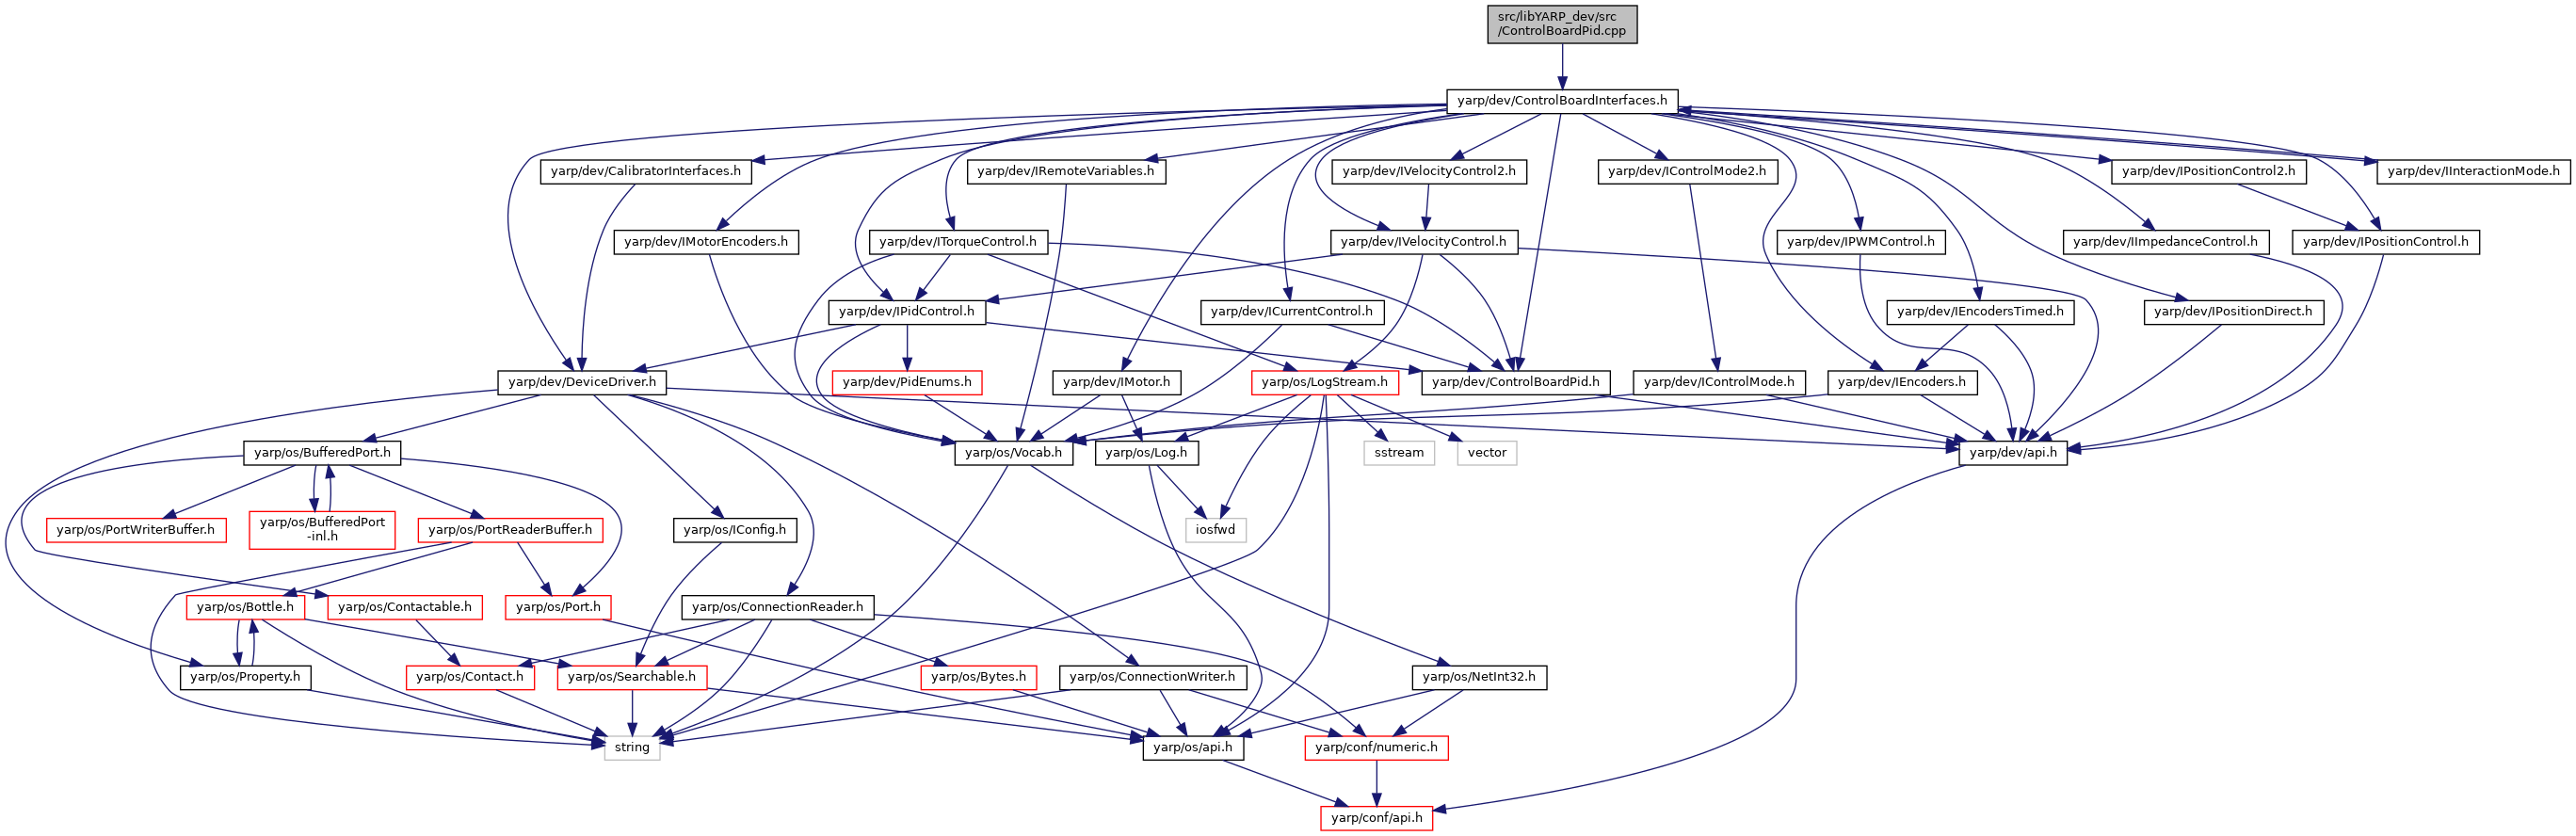 src/libYARP_dev/src
/ControlBoardPid.cpp
yarp/dev/ControlBoardInterfaces.h
yarp/dev/CalibratorInterfaces.h
yarp/dev/IRemoteVariables.h
yarp/dev/IVelocityControl2.h
yarp/dev/IControlMode2.h
yarp/dev/IPositionControl2.h
yarp/dev/IInteractionMode.h
yarp/dev/IMotorEncoders.h
yarp/dev/ITorqueControl.h
yarp/dev/IVelocityControl.h
yarp/dev/IPWMControl.h
yarp/dev/IImpedanceControl.h
yarp/dev/IPositionControl.h
yarp/dev/IPidControl.h
yarp/dev/ICurrentControl.h
yarp/dev/IEncodersTimed.h
yarp/dev/IPositionDirect.h
yarp/dev/DeviceDriver.h
yarp/dev/PidEnums.h
yarp/dev/IMotor.h
yarp/os/LogStream.h
yarp/dev/ControlBoardPid.h
yarp/dev/IControlMode.h
yarp/dev/IEncoders.h
yarp/os/BufferedPort.h
yarp/os/Vocab.h
yarp/os/Log.h
sstream
vector
yarp/dev/api.h
yarp/os/PortWriterBuffer.h
yarp/os/BufferedPort
-inl.h
yarp/os/PortReaderBuffer.h
yarp/os/IConfig.h
iosfwd
yarp/os/Bottle.h
yarp/os/Contactable.h
yarp/os/Port.h
yarp/os/ConnectionReader.h
yarp/os/Property.h
yarp/os/Contact.h
yarp/os/Searchable.h
yarp/os/Bytes.h
yarp/os/ConnectionWriter.h
yarp/os/NetInt32.h
string
yarp/os/api.h
yarp/conf/numeric.h
yarp/conf/api.h